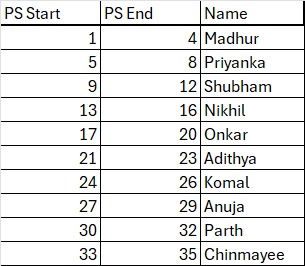 PS Start PS End Name
1 4 Madhur
5 8 Priyanka
9 12 Shubham
13 16 Nikhil
17 20 Onkar
21 23 Adithya
24 26 Komal
27 29 Anuja
30 32 Parth
33 35 Chinmayee